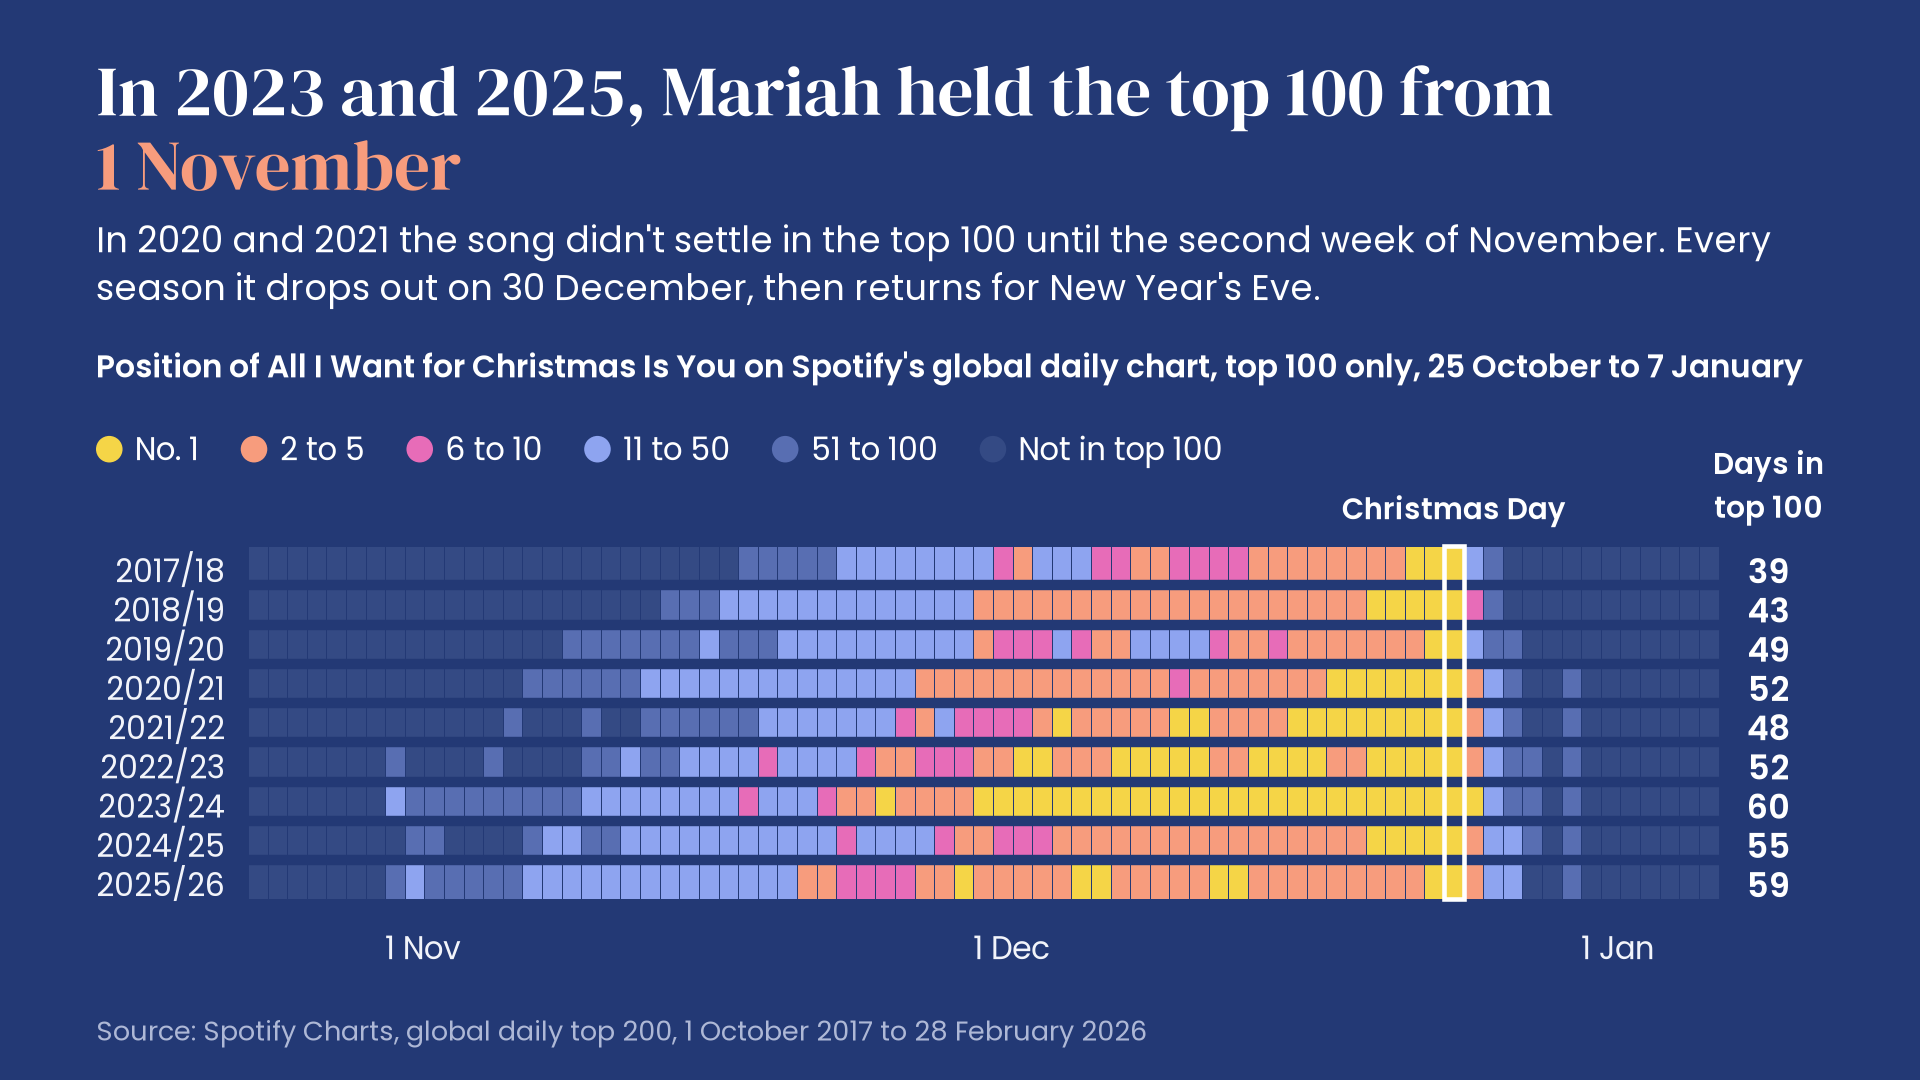 In 2023 and 2025, Mariah held the top 100 from
1 November
In 2020 and 2021 the song didn't settle in the top 100 until the second week of November. Every
season it drops out on 30 December, then returns for New Year's Eve.
Position of All I Want for Christmas Is You on Spotify's global daily chart, top 100 only, 25 October to 7 January
No. 1 2 to 5 6 to 10 11 to 50 51 to 100 Not in top 100
Days in
top 100
Christmas Day
2017/18 39
2018/19 43
2019/20 49
2020/21 52
2021/22 48
2022/23 52
2023/24 60
2024/25 55
2025/26 59
1 Nov 1 Dec 1 Jan
Source: Spotify Charts, global daily top 200, 1 October 2017 to 28 February 2026